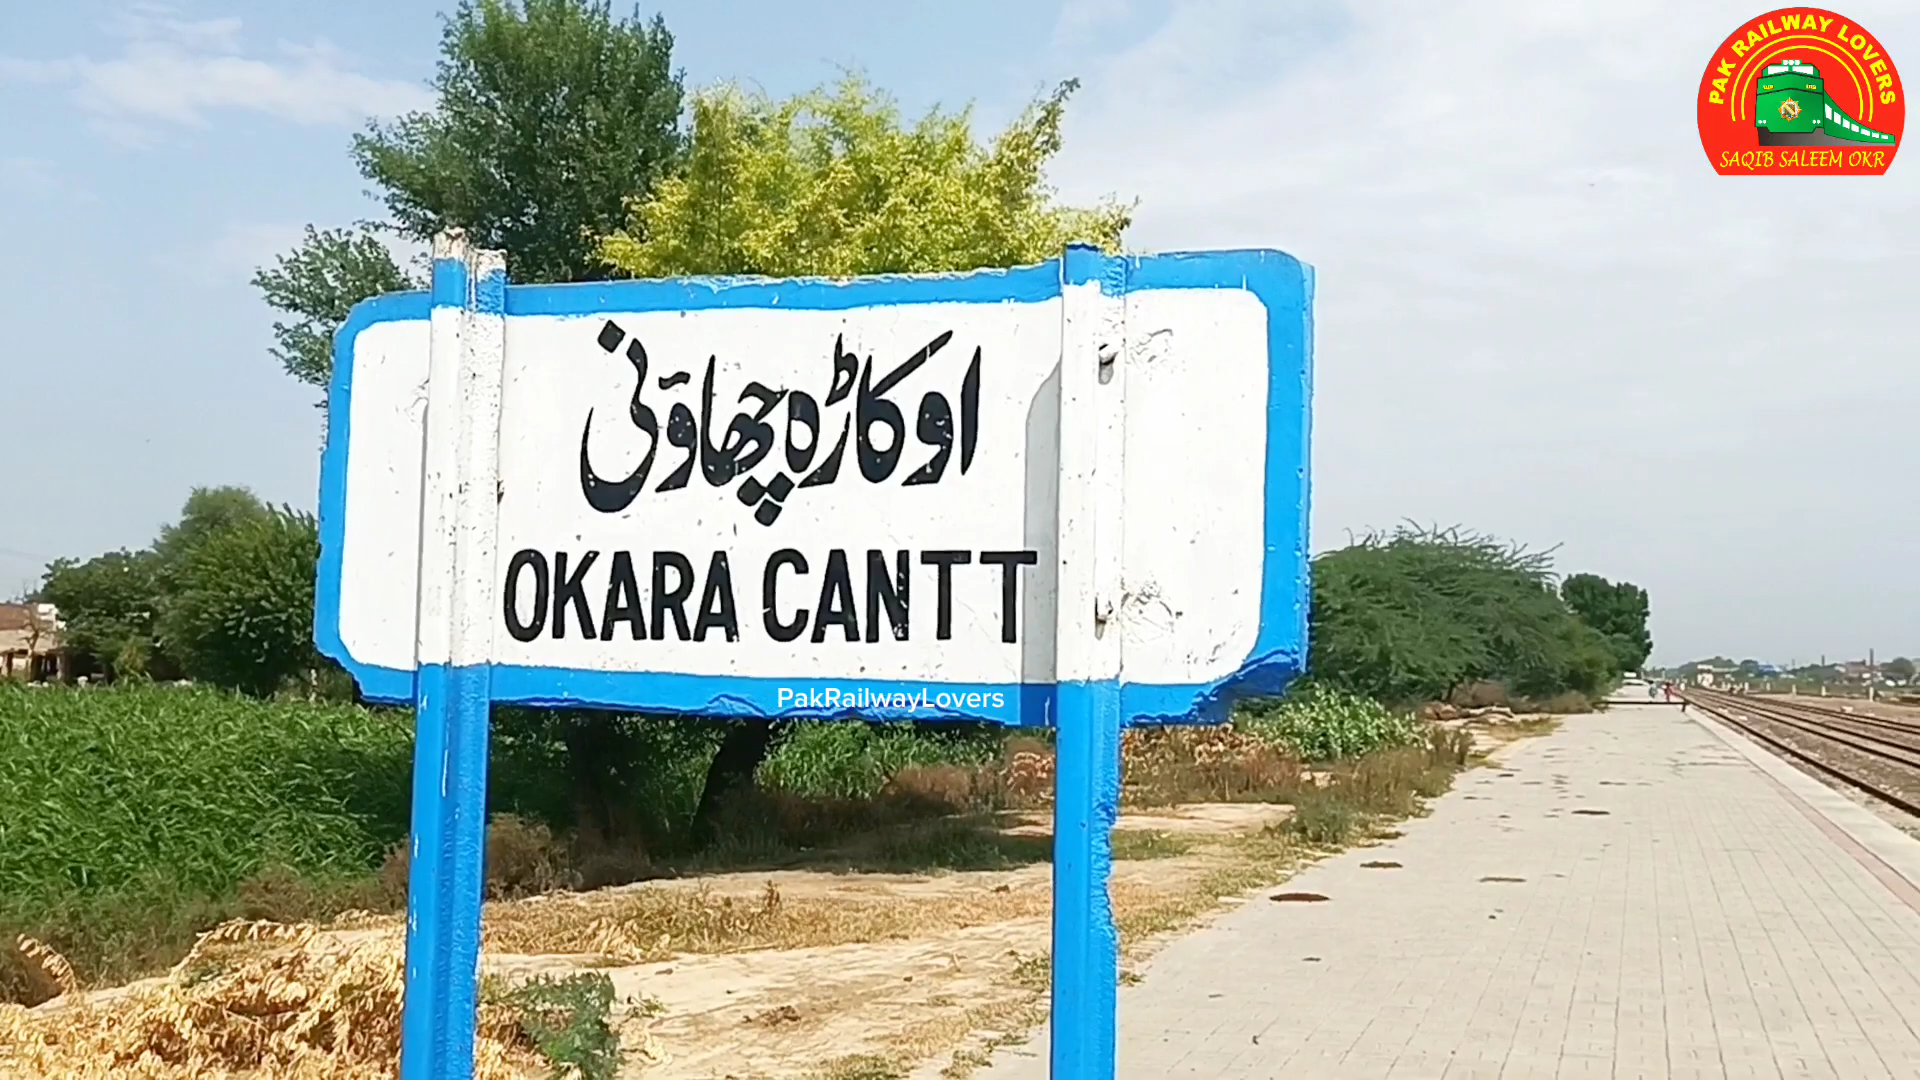 اوکاڑہ چھاؤنی
OKARA CANTT
PakRailwayLovers
PAK RAILWAY LOVERS
SAQIB SALEEM OKR